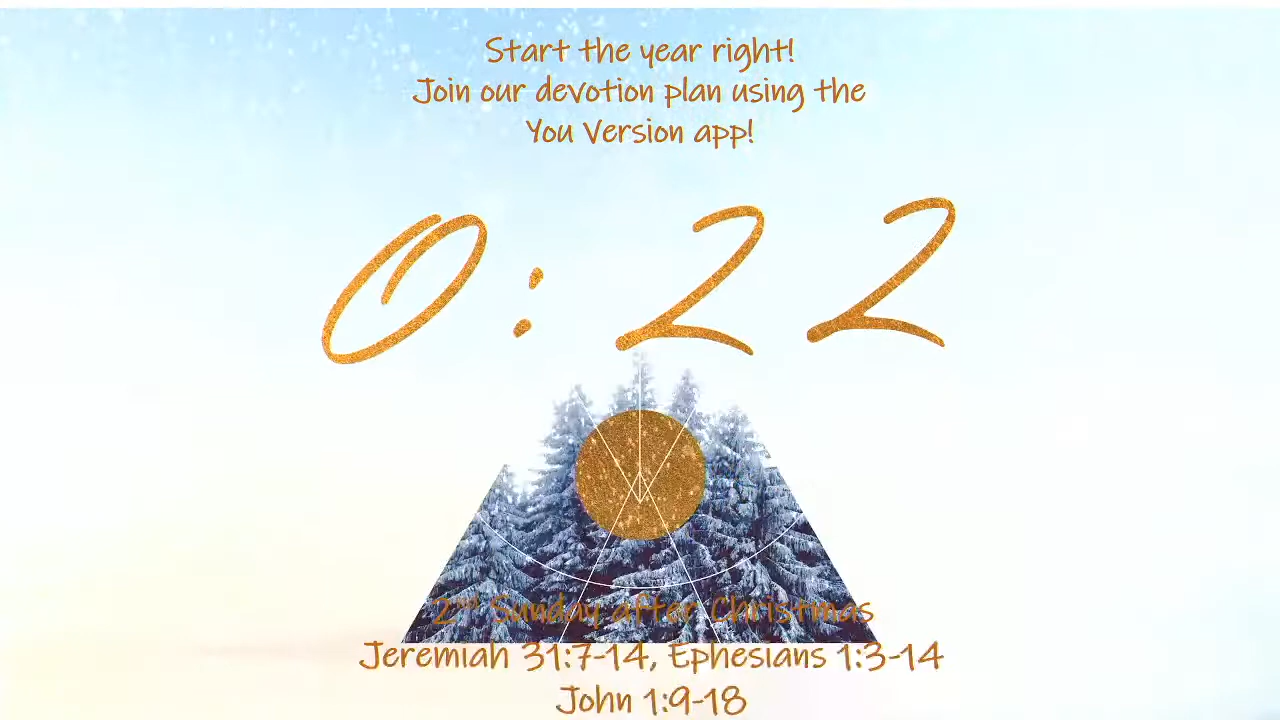 Start the year right!
Join our devotion plan using the
You Version app!
0:22
2nd Sunday after Christmas
Jeremiah 31:7-14, Ephesians 1:3-14
John 1:9-18